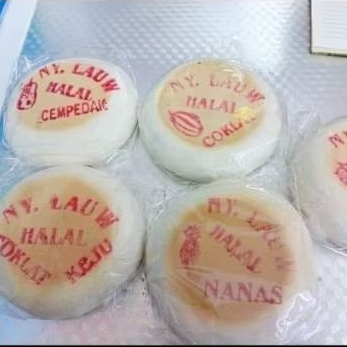 NY. LAUW
HALAL
CEMPEDAK
NY. LAUW
HALAL
COKLAT
NY. LAUW
HALAL
COKLAT KEJU
NY. LAUW
HALAL
NANAS